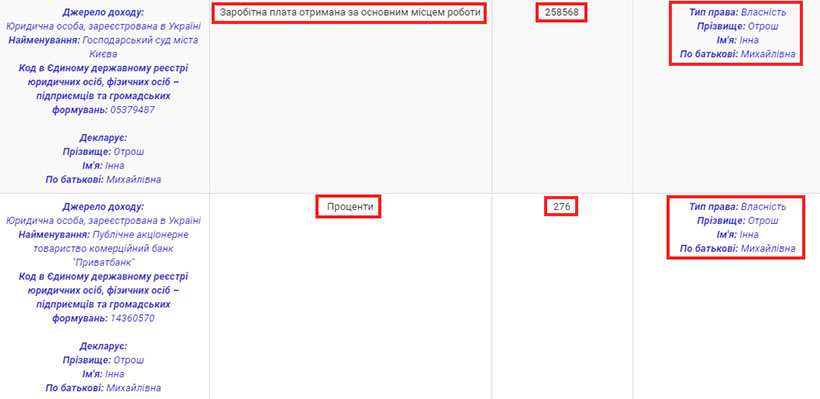 Джерело доходу:
Юридична особа, зареєстрована в Україні
Найменування: Господарський суд міста
Києва
Код в Єдиному державному реєстрі
юридичних осіб, фізичних осіб –
підприємців та громадських
формувань: 05379487
Декларує:
Прізвище: Отрош
Ім'я: Інна
По батькові: Михайлівна
Заробітна плата отримана за основним місцем роботи
258568
Тип права: Власність
Прізвище: Отрош
Ім'я: Інна
По батькові: Михайлівна
Джерело доходу:
Юридична особа, зареєстрована в Україні
Найменування: Публічне акціонерне
товариство комерційний банк
"Приватбанк"
Код в Єдиному державному реєстрі
юридичних осіб, фізичних осіб –
підприємців та громадських
формувань: 14360570
Декларує:
Прізвище: Отрош
Ім'я: Інна
По батькові: Михайлівна
Проценти
276
Тип права: Власність
Прізвище: Отрош
Ім'я: Інна
По батькові: Михайлівна